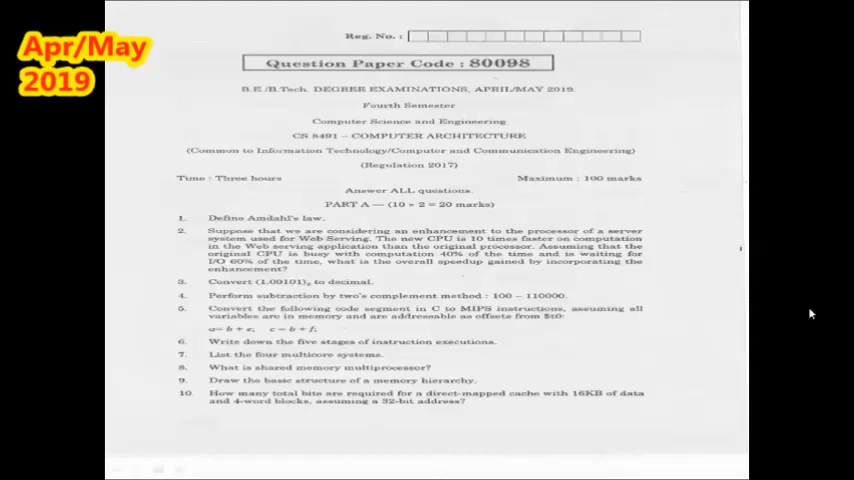 Apr/May
2019
Reg. No. :
Question Paper Code : 80098
B.E./B.Tech. DEGREE EXAMINATIONS, APRIL/MAY 2019.
Fourth Semester
Computer Science and Engineering
CS 8491 – COMPUTER ARCHITECTURE
(Common to Information Technology/Computer and Communication Engineering)
(Regulation 2017)
Time : Three hours Maximum : 100 marks
Answer ALL questions.
PART A — (10 × 2 = 20 marks)
1. Define Amdahl's law.
2. Suppose that we are considering an enhancement to the processor of a server
system used for Web Serving. The new CPU is 10 times faster on computation
in the Web serving application than the original processor. Assuming that the
original CPU is busy with computation 40% of the time and is waiting for
I/O 60% of the time, what is the overall speedup gained by incorporating the
enhancement?
3. Convert to decimal.
4. Perform subtraction by two's complement method : 100 – 110000.
5. Convert the following code segment in C to MIPS instructions, assuming all
variables are in memory and are addressable as offsets from $t0:
a= b + e; c = b + f;
6. Write down the five stages of instruction executions.
7. List the four multicore systems.
8. What is shared memory multiprocessor?
9. Draw the basic structure of a memory hierarchy.
10. How many total bits are required for a direct-mapped cache with 16KB of data
and 4-word blocks, assuming a 32-bit address?